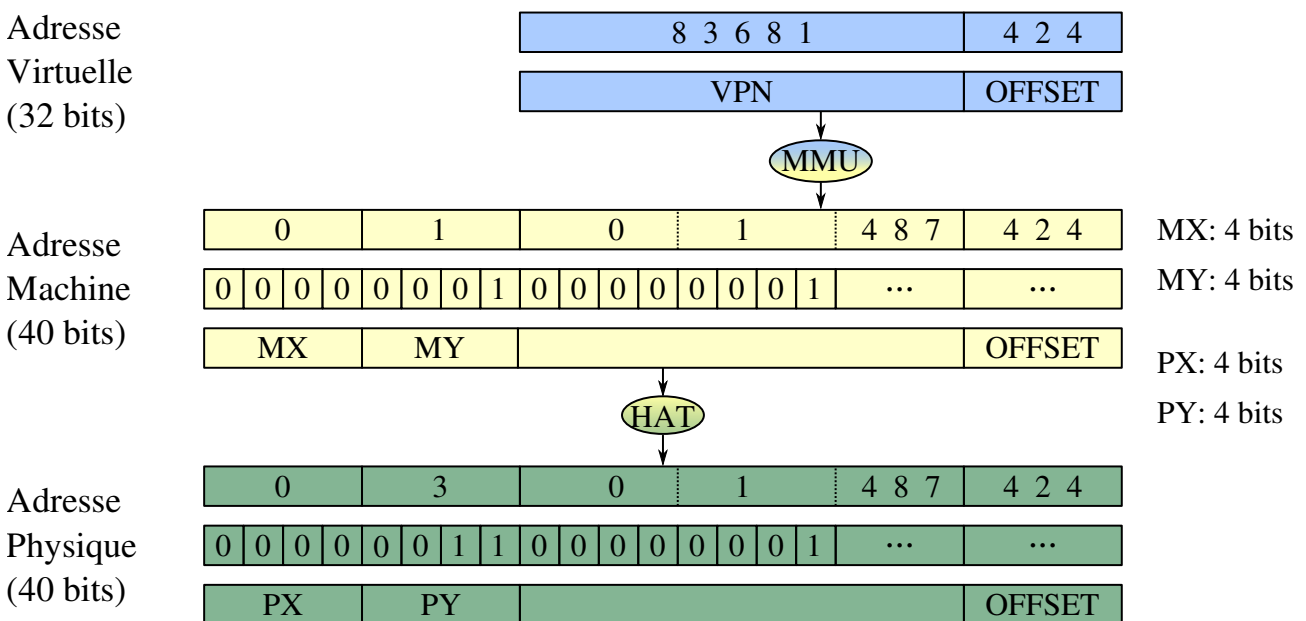 Adresse
Virtuelle
(32 bits)
8 3 6 8 1 4 2 4
VPN OFFSET
MMU
Adresse
Machine
(40 bits)
0 1 0 1 4 8 7 4 2 4
0 0 0 0 0 0 0 1 0 0 0 0 0 0 0 1 ... ...
MX MY OFFSET
MX: 4 bits
MY: 4 bits
PX: 4 bits
PY: 4 bits
HAT
Adresse
Physique
(40 bits)
0 3 0 1 4 8 7 4 2 4
0 0 0 0 0 0 1 1 0 0 0 0 0 0 0 1 ... ...
PX PY OFFSET